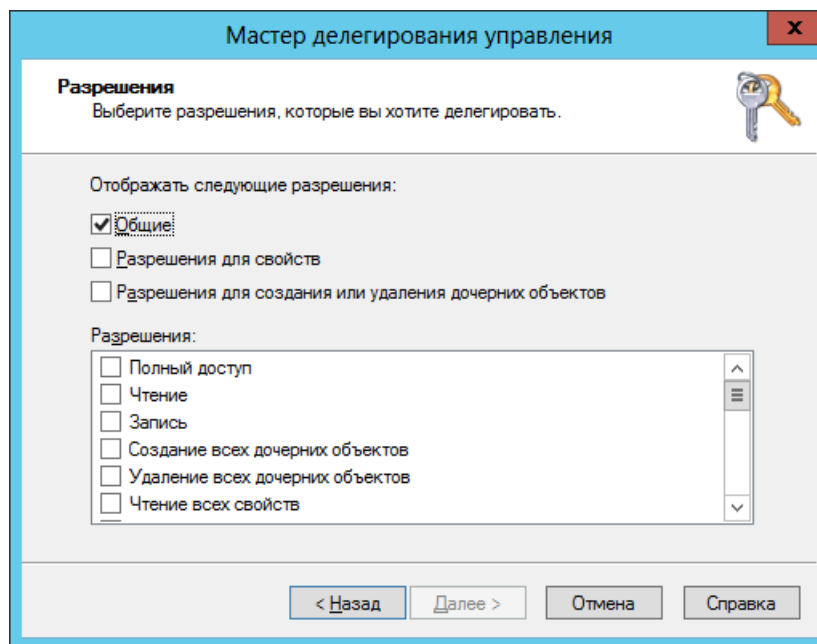 Мастер делегирования управления
x
Разрешения
Выберите разрешения, которые вы хотите делегировать.
Отображать следующие разрешения:
Общие
Разрешения для свойств
Разрешения для создания или удаления дочерних объектов
Разрешения:
Полный доступ
Чтение
Запись
Создание всех дочерних объектов
Удаление всех дочерних объектов
Чтение всех свойств
< Назад
Далее >
Отмена
Справка